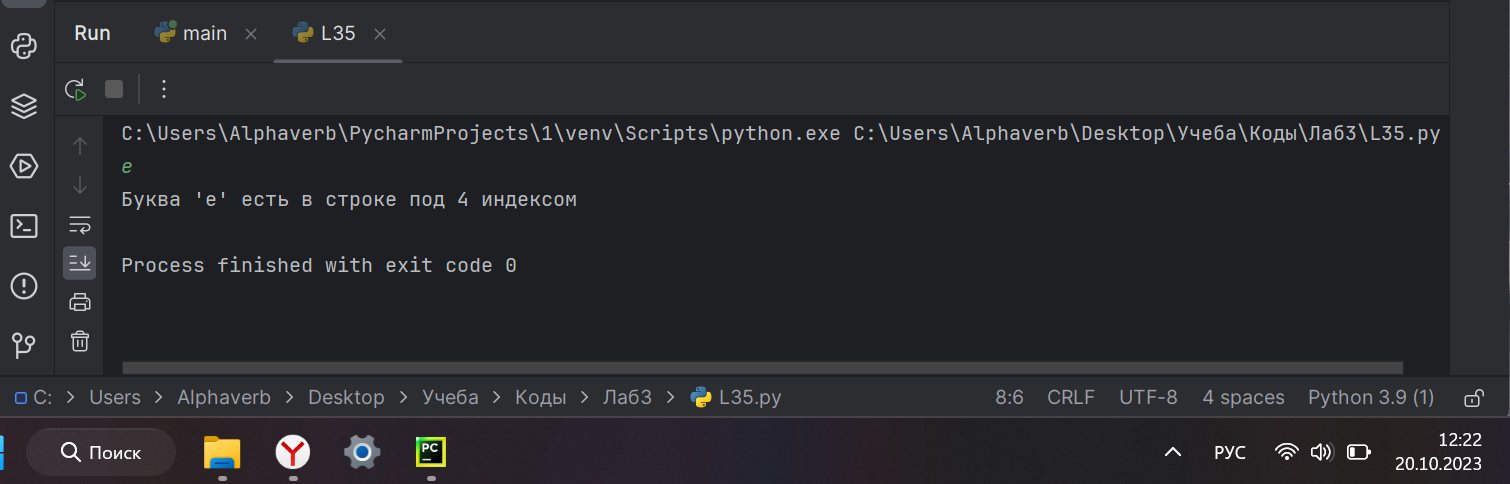 Run main L35
C:\Users\Alphaverb\PycharmProjects\1\venv\Scripts\python.exe C:\Users\Alphaverb\Desktop\Учеба\Коды\Лаб3\L35.py
е
Буква 'е' есть в строке под 4 индексом
Process finished with exit code 0
C: > Users > Alphaverb > Desktop > Учеба > Коды > Лаб3 > L35.py 8:6 CRLF UTF-8 4 spaces Python 3.9 (1)
Поиск PC РУС 12:22
20.10.2023